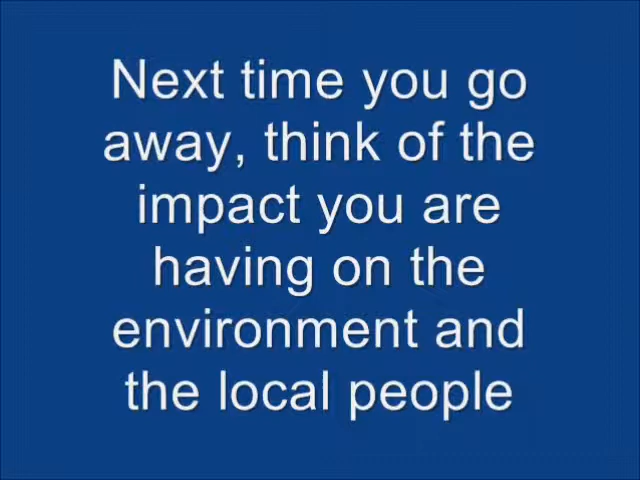 Next time you go
away, think of the
impact you are
having on the
environment and
the local people